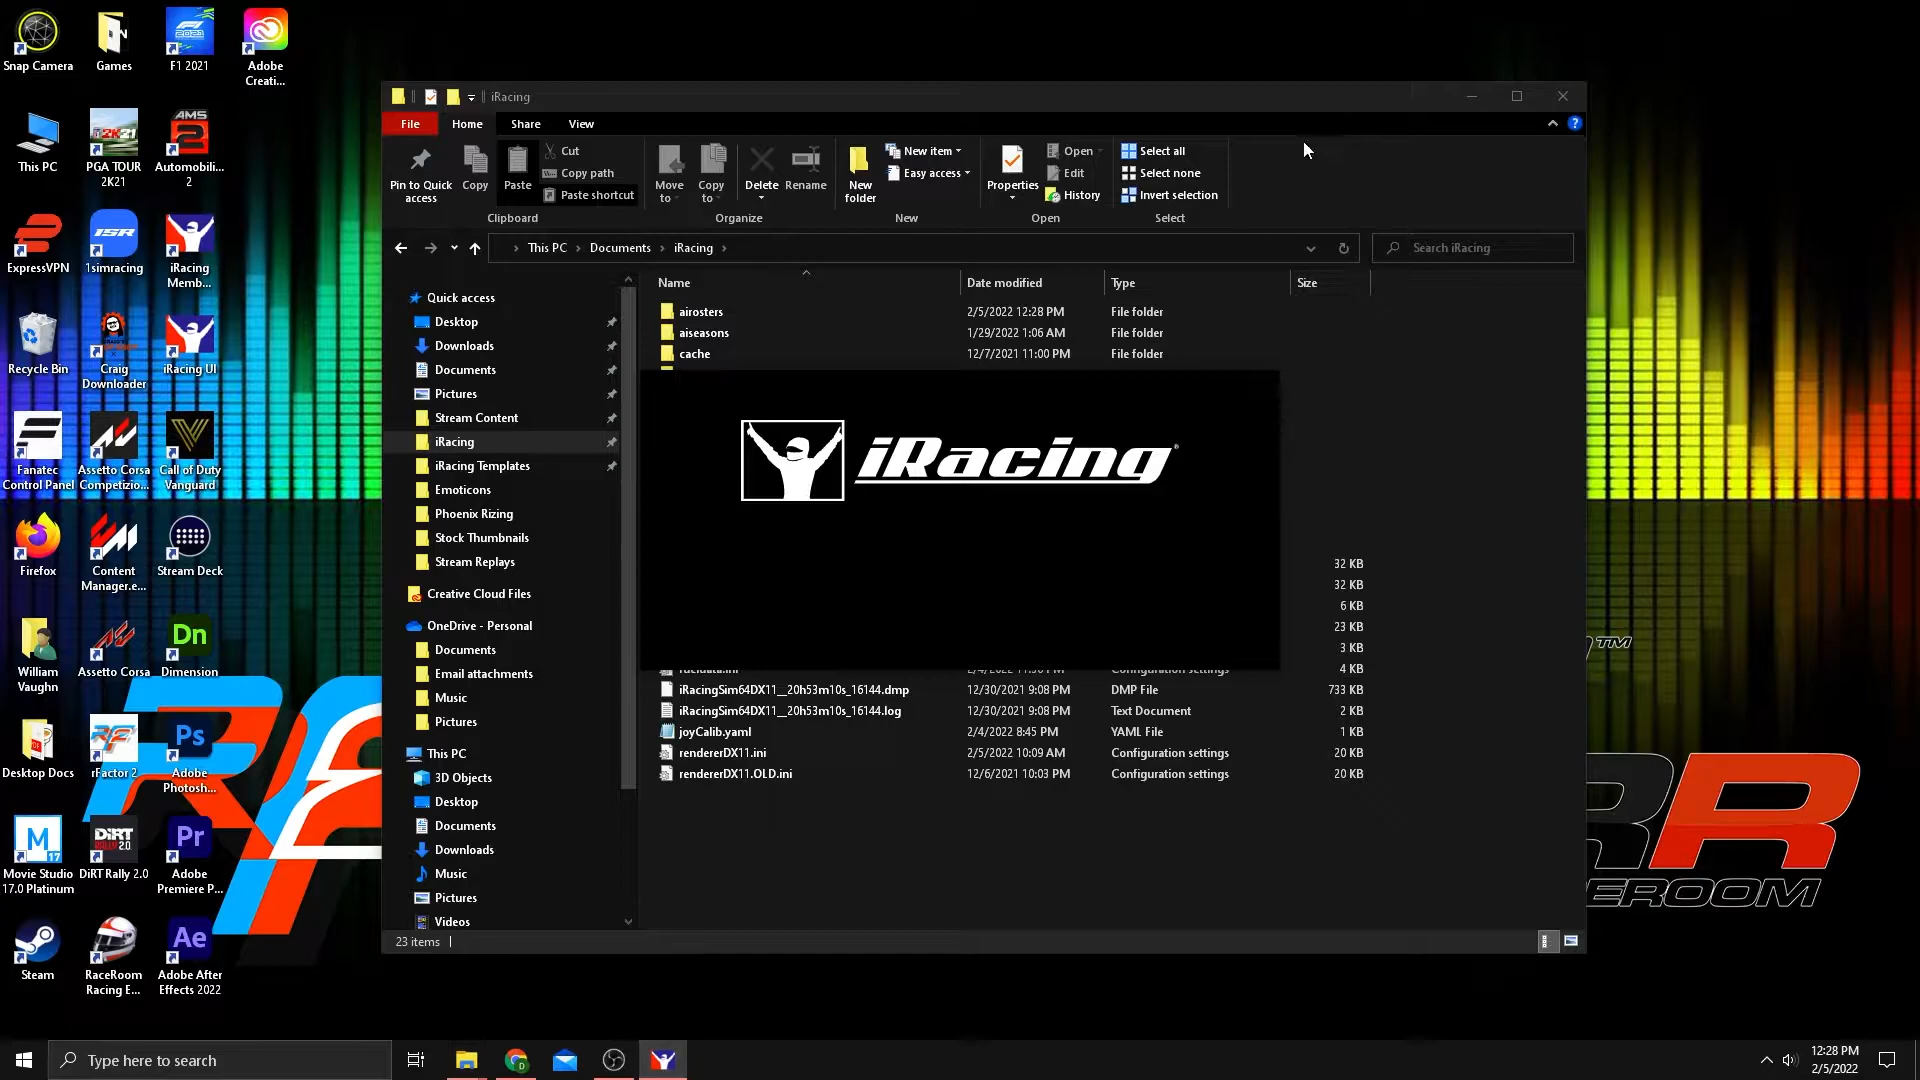 Snap Camera
Games
F1 2021
Adobe
Creati...
This PC
PGA TOUR
2K21
Automobili...
2
ExpressVPN
1simracing
iRacing
Memb...
Recycle Bin
Craig
Downloader
iRacing UI
Fanatec
Control Panel
Assetto Corsa
Competizio...
Call of Duty
Vanguard
Firefox
Content
Manager.e...
Stream Deck
William
Vaughn
Assetto Corsa
Dimension
Desktop Docs
rFactor 2
Adobe
Photosh...
Movie Studio
17.0 Platinum
DiRT Rally 2.0
Adobe
Premiere P...
Steam
RaceRoom
Racing E...
Adobe After
Effects 2022
iRacing
File
Home
Share
View
Pin to Quick
access
Copy
Paste
Cut
Copy path
Paste shortcut
Clipboard
Move
to
Copy
to
Delete
Rename
Organize
New
folder
New item
Easy access
New
Properties
Open
Edit
History
Open
Select all
Select none
Invert selection
Select
This PC > Documents > iRacing >
Search iRacing
Name
Date modified
Type
Size
Quick access
Desktop
Downloads
Documents
Pictures
Stream Content
iRacing
iRacing Templates
Emoticons
Phoenix Rizing
Stock Thumbnails
Stream Replays
Creative Cloud Files
OneDrive - Personal
Documents
Email attachments
Music
Pictures
This PC
3D Objects
Desktop
Documents
Downloads
Music
Pictures
Videos
airosters 2/5/2022 12:28 PM File folder
aiseasons 1/29/2022 1:06 AM File folder
cache 12/7/2021 11:00 PM File folder
iRacing
32 KB
32 KB
6 KB
23 KB
3 KB
Configuration settings 4 KB
iRacingSim64DX11__20h53m10s_16144.dmp 12/30/2021 9:08 PM DMP File 733 KB
iRacingSim64DX11__20h53m10s_16144.log 12/30/2021 9:08 PM Text Document 2 KB
joyCalib.yaml 2/4/2022 8:45 PM YAML File 1 KB
rendererDX11.ini 2/5/2022 10:09 AM Configuration settings 20 KB
rendererDX11.OLD.ini 12/6/2021 10:03 PM Configuration settings 20 KB
23 items
Type here to search
12:28 PM
2/5/2022